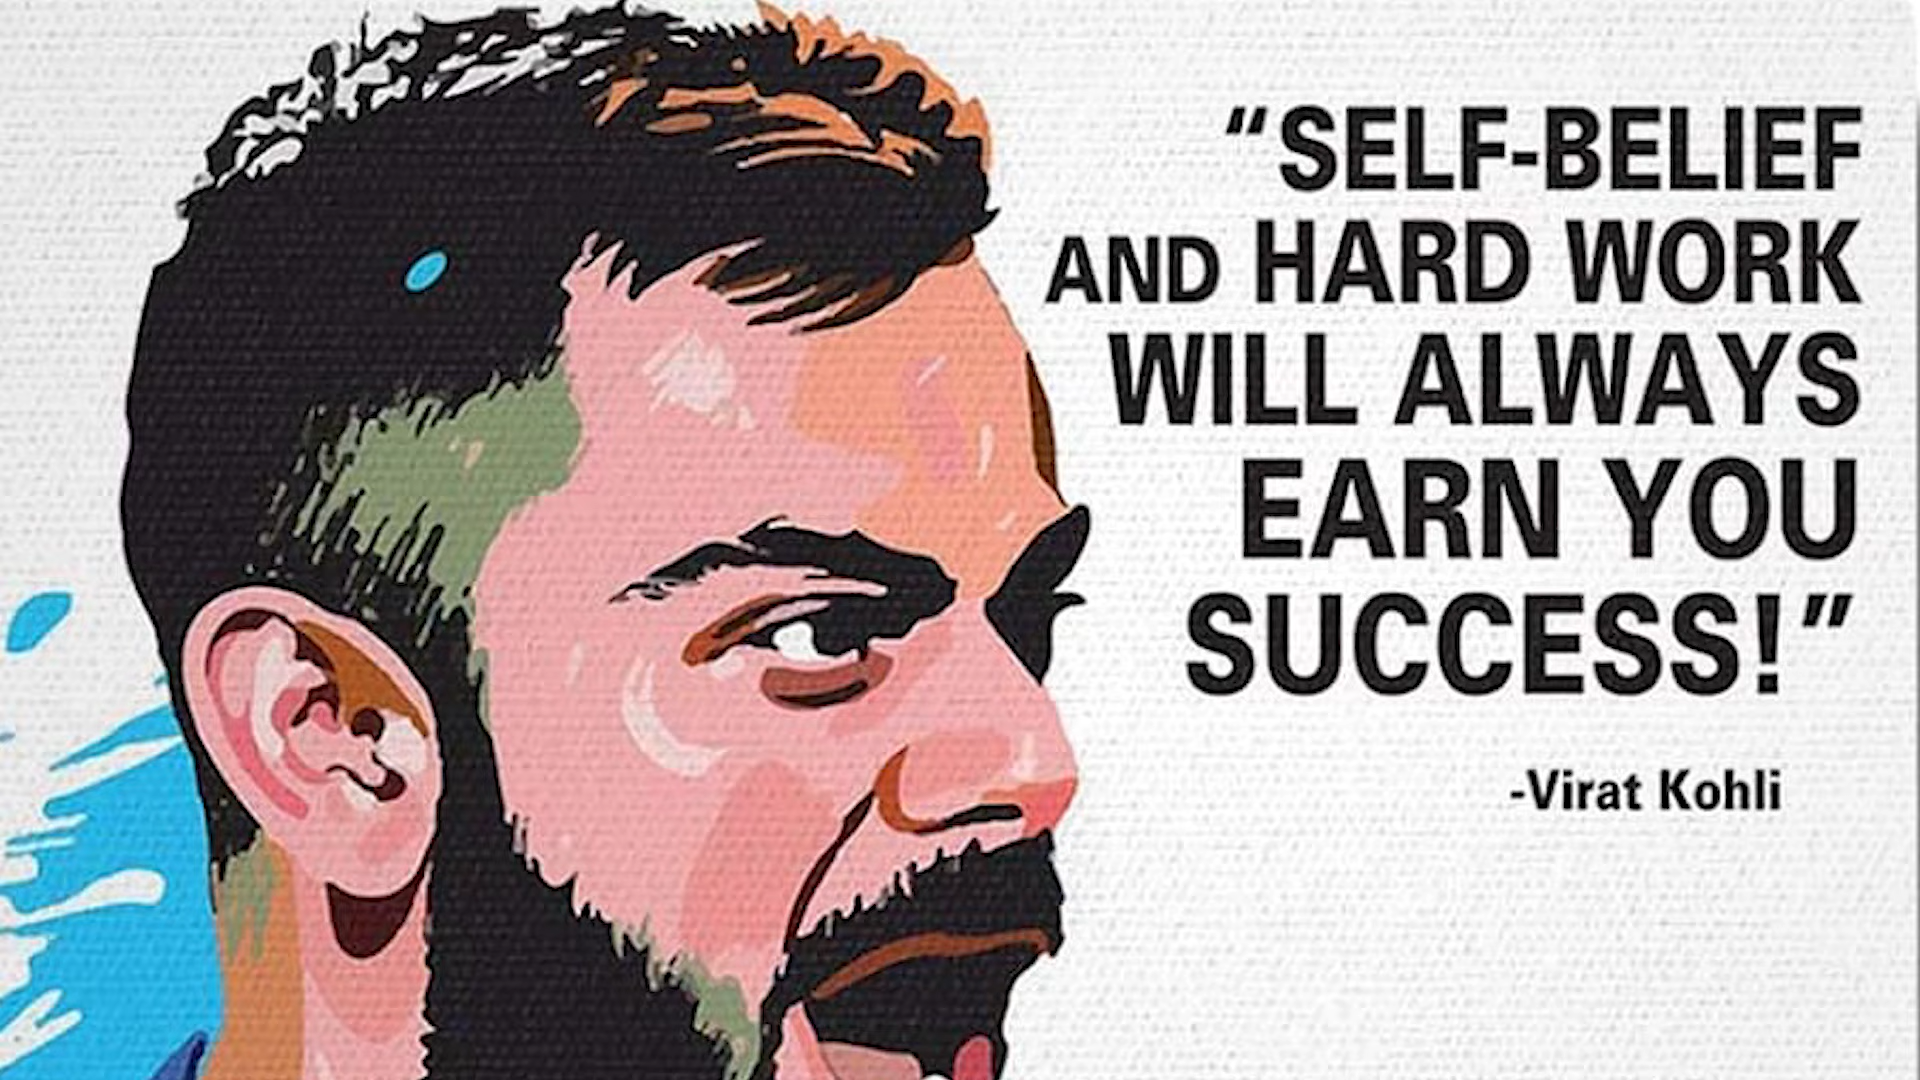 “SELF-BELIEF
AND HARD WORK
WILL ALWAYS
EARN YOU
SUCCESS!”
-Virat Kohli